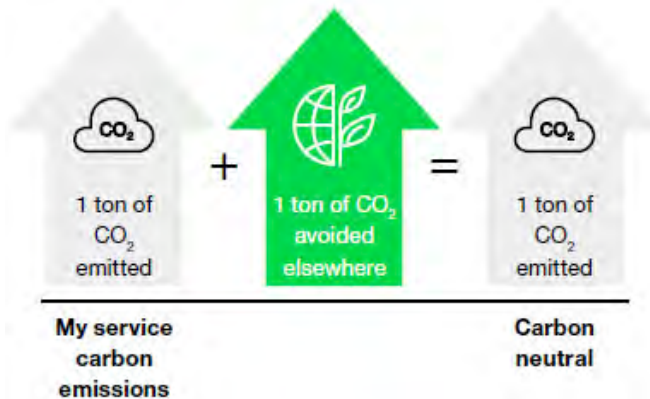 CO₂
1 ton of
CO₂
emitted
+
1 ton of CO₂
avoided
elsewhere
=
CO₂
1 ton of
CO₂
emitted
My service
carbon
emissions
Carbon
neutral